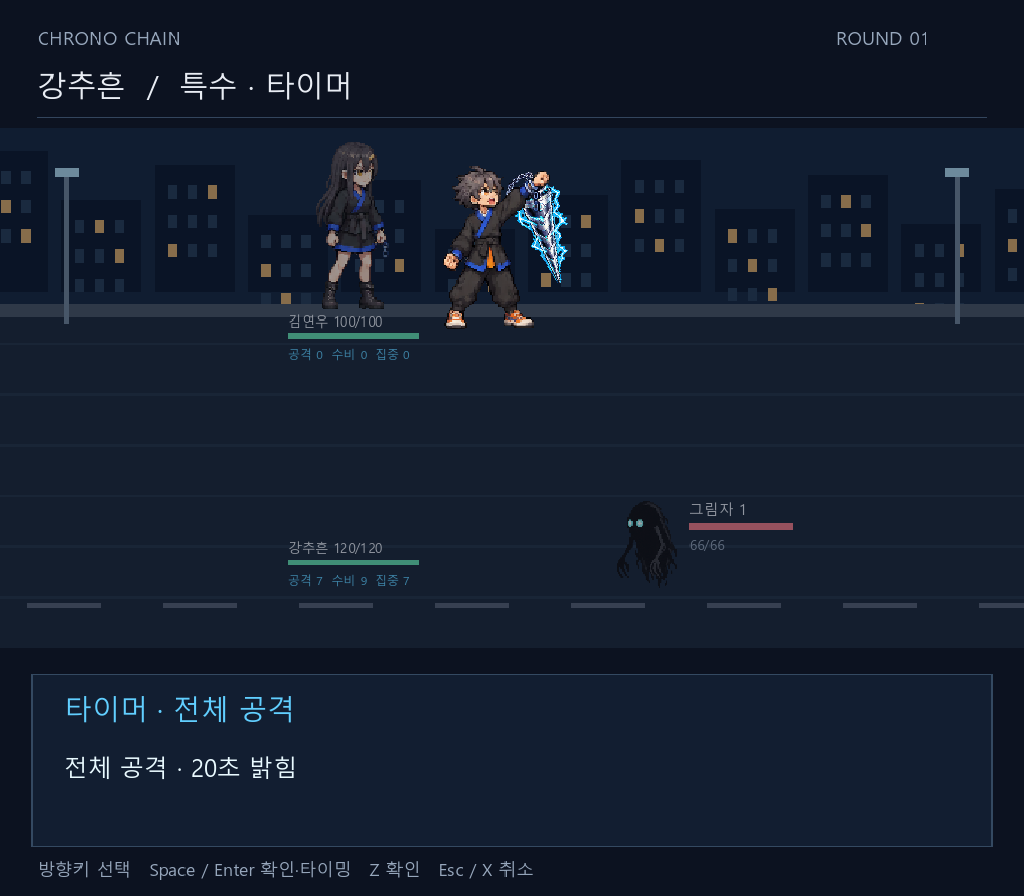 CHRONO CHAIN
ROUND 01
강추흔 / 특수 · 타이머
김연우 100/100
공격 0 수비 0 집중 0
그림자 1
66/66
강추흔 120/120
공격 7 수비 9 집중 7
타이머 · 전체 공격
전체 공격 · 20초 밝힘
방향키 선택 Space / Enter 확인·타이밍 Z 확인 Esc / X 취소